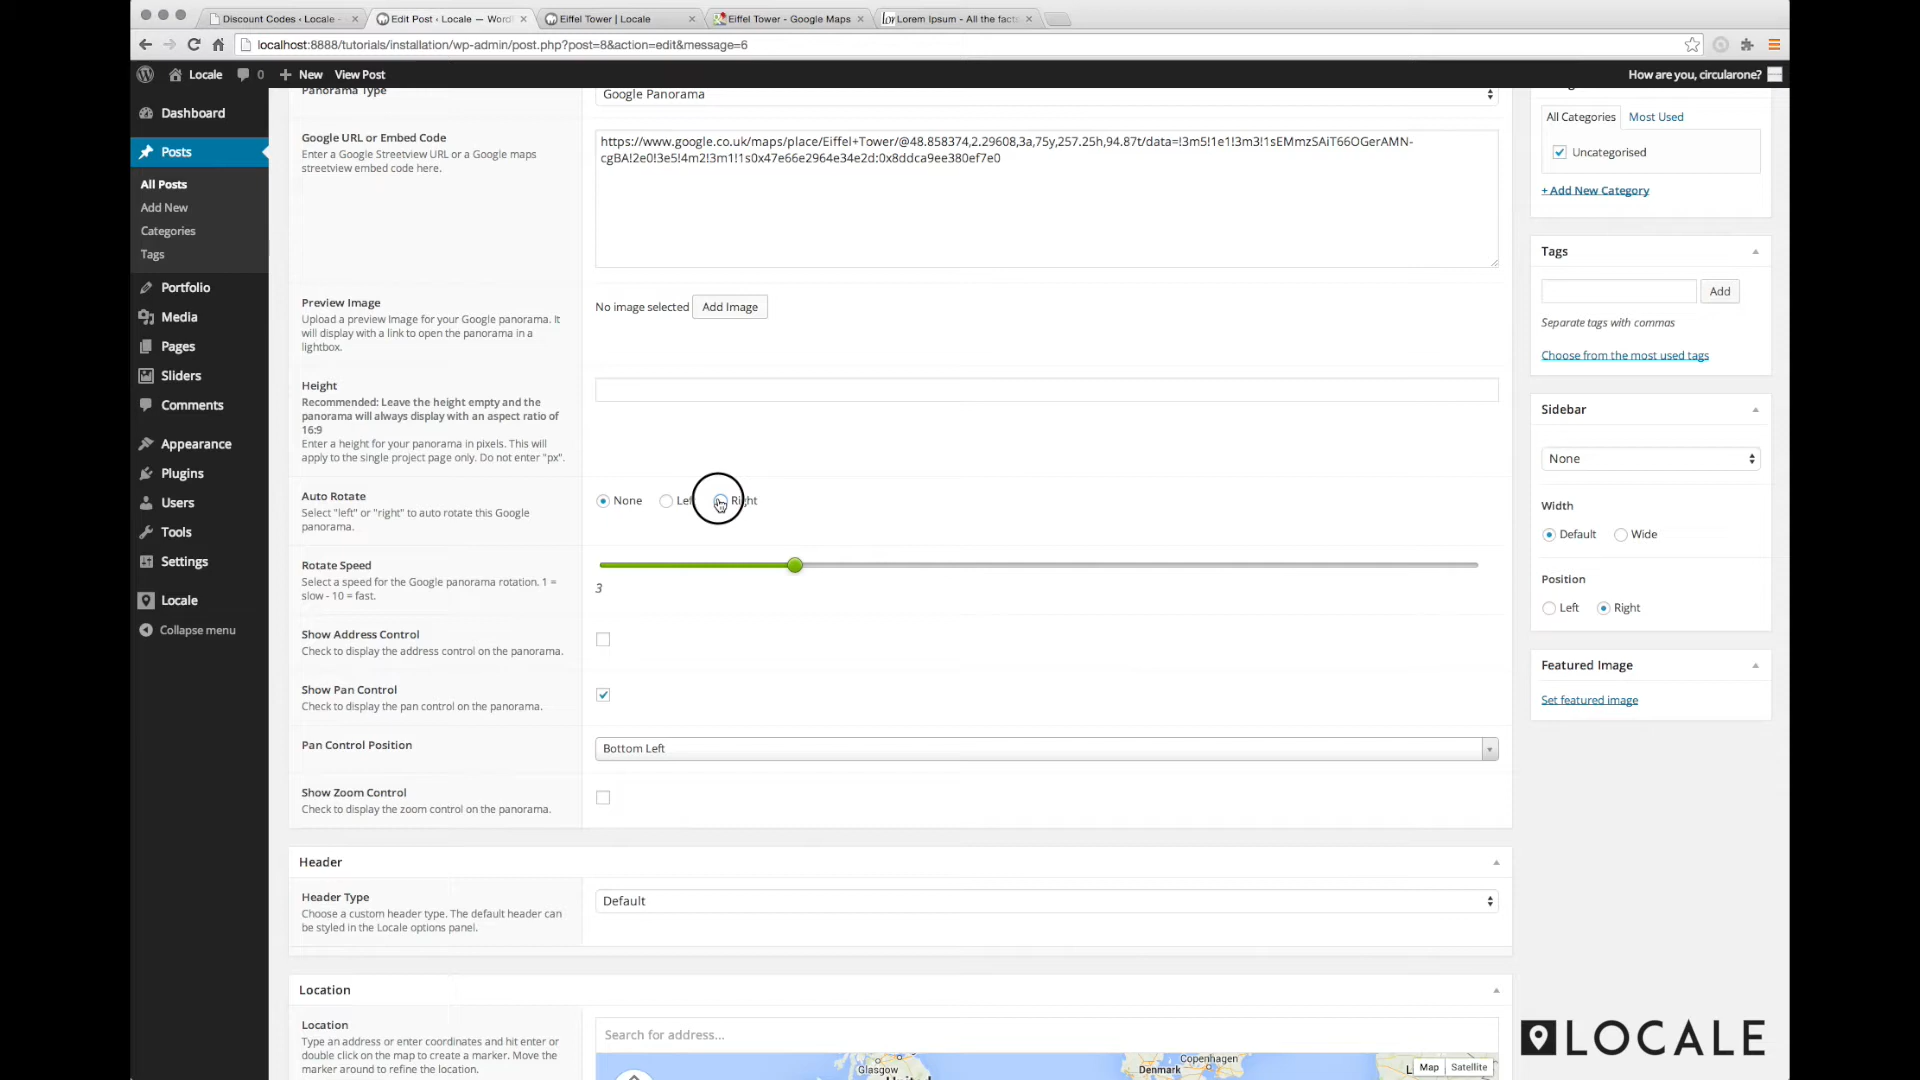 Discount Codes ‹ Locale -
Edit Post ‹ Locale — Word
Eiffel Tower | Locale
Eiffel Tower - Google Maps
Lorem Ipsum - All the facts
localhost:8888/tutorials/installation/wp-admin/post.php?post=8&action=edit&message=6
Locale
0
New
View Post
How are you, circularone?
Dashboard
Posts
All Posts
Add New
Categories
Tags
Portfolio
Media
Pages
Sliders
Comments
Appearance
Plugins
Users
Tools
Settings
Locale
Collapse menu
Panorama Type
Google Panorama
Google URL or Embed Code
Enter a Google Streetview URL or a Google maps
streetview embed code here.
https://www.google.co.uk/maps/place/Eiffel+Tower/@48.858374,2.29608,3a,75y,257.25h,94.87t/data=!3m5!1e1!3m3!1sEMmzSAiT66OGerAMN-
cgBA!2e0!3e5!4m2!3m1!1s0x47e66e2964e34e2d:0x8ddca9ee380ef7e0
Preview Image
Upload a preview Image for your Google panorama. It
will display with a link to open the panorama in a
lightbox.
No image selected
Add Image
Height
Recommended: Leave the height empty and the
panorama will always display with an aspect ratio of
16:9
Enter a height for your panorama in pixels. This will
apply to the single project page only. Do not enter "px".
Auto Rotate
Select "left" or "right" to auto rotate this Google
panorama.
None
Left
Right
Rotate Speed
Select a speed for the Google panorama rotation. 1 =
slow - 10 = fast.
3
Show Address Control
Check to display the address control on the panorama.
Show Pan Control
Check to display the pan control on the panorama.
Pan Control Position
Bottom Left
Show Zoom Control
Check to display the zoom control on the panorama.
Header
Header Type
Choose a custom header type. The default header can
be styled in the Locale options panel.
Default
Location
Location
Type an address or enter coordinates and hit enter or
double click on the map to create a marker. Move the
marker around to refine the location.
Search for address...
Glasgow
Denmark
Copenhagen
Map
Satellite
All Categories
Most Used
Uncategorised
+ Add New Category
Tags
Add
Separate tags with commas
Choose from the most used tags
Sidebar
None
Width
Default
Wide
Position
Left
Right
Featured Image
Set featured image
LOCALE